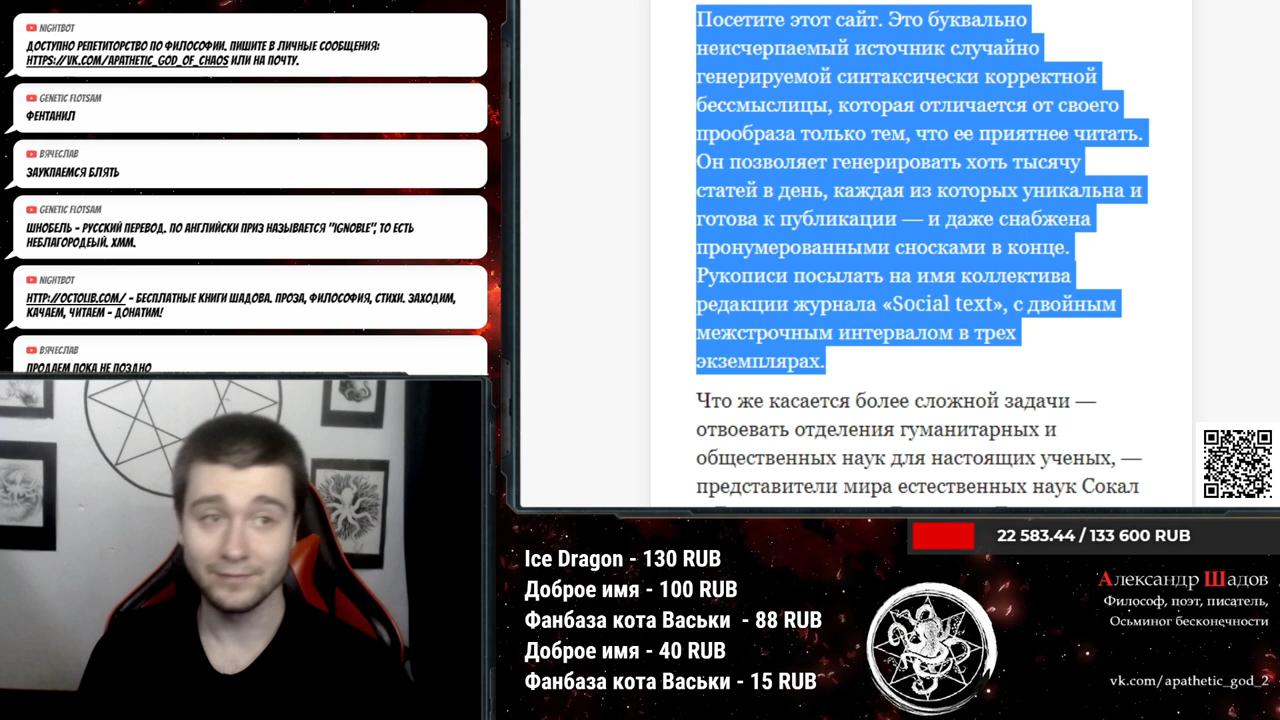 NIGHTBOT
ДОСТУПНО РЕПЕТИТОРСТВО ПО ФИЛОСОФИИ. ПИШИТЕ В ЛИЧНЫЕ СООБЩЕНИЯ:
HTTPS://VK.COM/APATHETIC_GOD_OF_CHAOS ИЛИ НА ПОЧТУ.
GENETIC FLOTSAM
ФЕНТАНИЛ
ВЯЧЕСЛАВ
ЗАУКПАЕМСЯ БЛЯТЬ
GENETIC FLOTSAM
ШНОБЕЛЬ - РУССКИЙ ПЕРЕВОД. ПО АНГЛИЙСКИ ПРИЗ НАЗЫВАЕТСЯ "IGNOBLE", ТО ЕСТЬ
НЕБЛАГОРОДЕЫЙ. ХММ.
NIGHTBOT
HTTP://OCTOLIB.COM/ - БЕСПЛАТНЫЕ КНИГИ ШАДОВА. ПРОЗА, ФИЛОСОФИЯ, СТИХИ. ЗАХОДИМ,
КАЧАЕМ, ЧИТАЕМ - ДОНАТИМ!
ВЯЧЕСЛАВ
ПРОДАЕМ ПОКА НЕ ПОЗДНО
Посетите этот сайт. Это буквально
неисчерпаемый источник случайно
генерируемой синтаксически корректной
бессмыслицы, которая отличается от своего
прообраза только тем, что ее приятнее читать.
Он позволяет генерировать хоть тысячу
статей в день, каждая из которых уникальна и
готова к публикации — и даже снабжена
пронумерованными сносками в конце.
Рукописи посылать на имя коллектива
редакции журнала «Social text», с двойным
межстрочным интервалом в трех
экземплярах.
Что же касается более сложной задачи —
отвоевать отделения гуманитарных и
общественных наук для настоящих ученых, —
представители мира естественных наук Сокал
22 583.44 / 133 600 RUB
Ice Dragon - 130 RUB
Доброе имя - 100 RUB
Фанбаза кота Васьки - 88 RUB
Доброе имя - 40 RUB
Фанбаза кота Васьки - 15 RUB
Александр Шадов
Философ, поэт, писатель,
Осьминог бесконечности
vk.com/apathetic_god_2